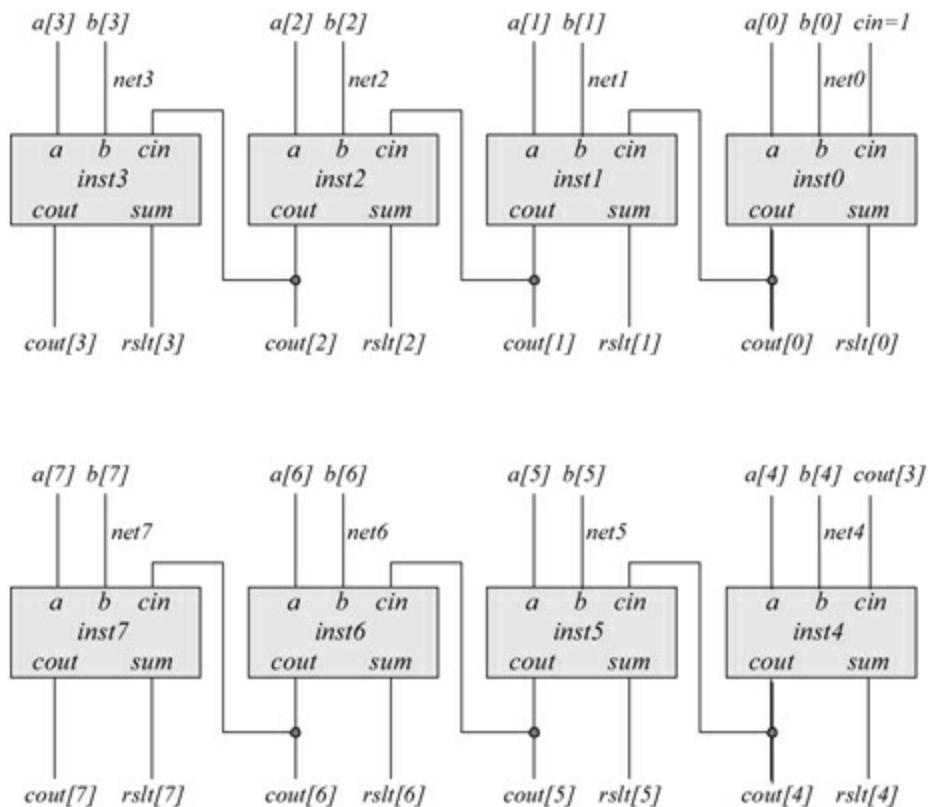 a[3] b[3] a[2] b[2] a[1] b[1] a[0] b[0] cin=1
net3 net2 net1 net0
a b cin a b cin a b cin a b cin
inst3 inst2 inst1 inst0
cout sum cout sum cout sum cout sum
cout[3] rslt[3] cout[2] rslt[2] cout[1] rslt[1] cout[0] rslt[0]
a[7] b[7] a[6] b[6] a[5] b[5] a[4] b[4] cout[3]
net7 net6 net5 net4
a b cin a b cin a b cin a b cin
inst7 inst6 inst5 inst4
cout sum cout sum cout sum cout sum
cout[7] rslt[7] cout[6] rslt[6] cout[5] rslt[5] cout[4] rslt[4]